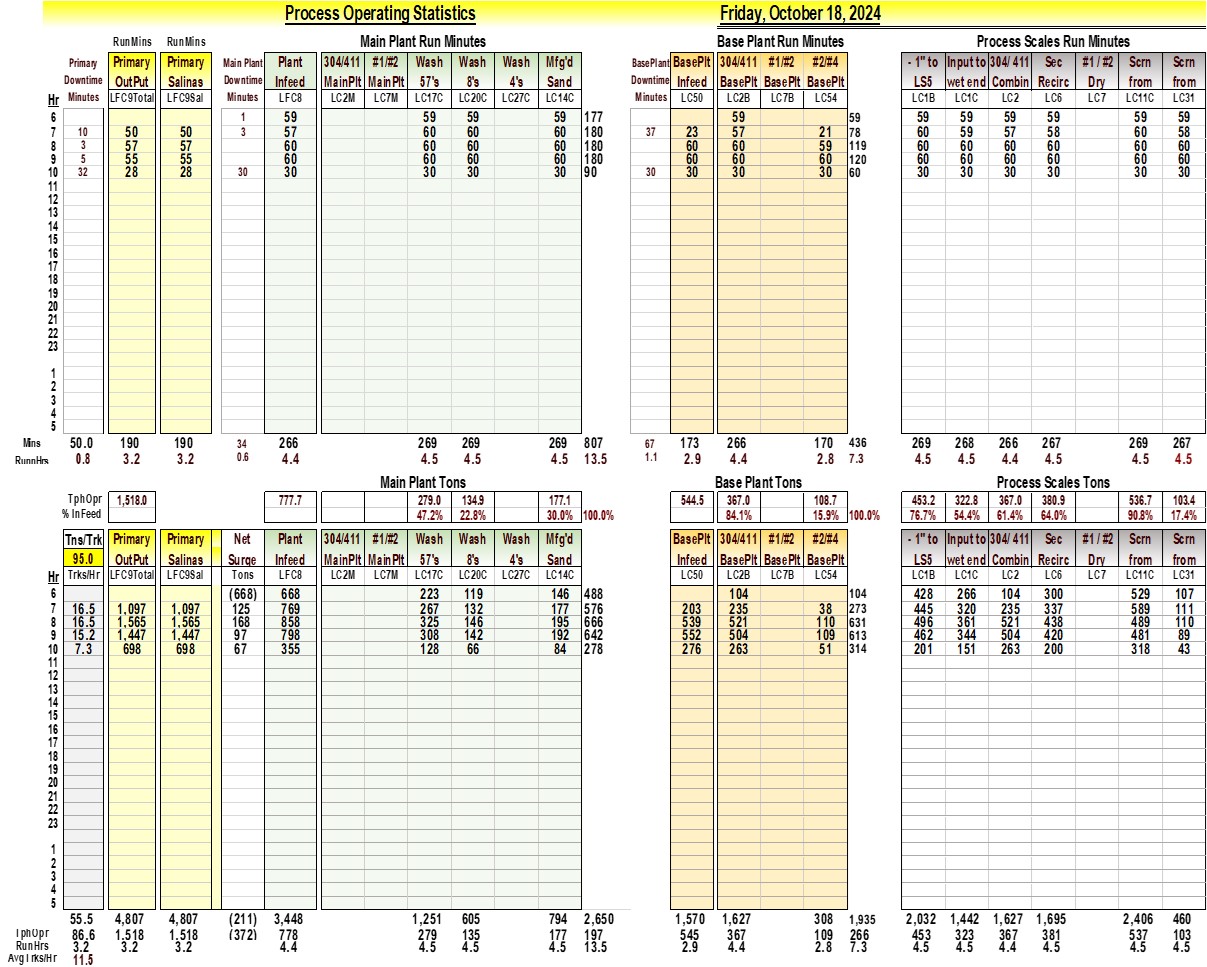 Process Operating Statistics Friday, October 18, 2024
RunMins RunMins Main Plant Run Minutes Base Plant Run Minutes Process Scales Run Minutes
Primary Primary Primary Main Plant Plant 304/411 #1/#2 Wash Wash Wash Mfg'd BasePlant BasePlt 304/411 #1/#2 #2/#4 - 1" to Input to 304/ 411 Sec #1 / #2 Scrn Scrn
Downtime OutPut Salinas Downtime Infeed MainPlt MainPlt 57's 8's 4's Sand Downtime Infeed BasePlt BasePlt BasePlt LS5 wet end Combin Recirc Dry from from
Hr Minutes LFC9Total LFC9Sal Minutes LFC8 LC2M LC7M LC17C LC20C LC27C LC14C Minutes LC50 LC2B LC7B LC54 LC1B LC1C LC2 LC6 LC7 LC11C LC31
6 1 59 59 59 59 177 59 59 59 59 59 59 59 59
7 10 50 50 3 57 60 60 60 180 37 23 57 21 78 60 59 57 58 60 58
8 3 57 57 60 60 60 60 180 60 60 59 119 60 60 60 60 60 60
9 5 55 55 60 60 60 60 180 60 60 60 120 60 60 60 60 60 60
10 32 28 28 30 30 30 30 30 90 30 30 30 30 60 30 30 30 30 30 30
11
12
13
14
15
16
17
18
19
20
21
22
23
1
2
3
4
5
Mins 50.0 190 190 34 266 269 269 269 807 67 173 266 170 436 269 268 266 267 269 267
RunnHrs 0.8 3.2 3.2 0.6 4.4 4.5 4.5 4.5 13.5 1.1 2.9 4.4 2.8 7.3 4.5 4.5 4.4 4.5 4.5 4.5
Main Plant Tons Base Plant Tons Process Scales Tons
TphOpr 1,518.0 777.7 279.0 134.9 177.1 544.5 367.0 108.7 453.2 322.8 367.0 380.9 536.7 103.4
% InFeed 47.2% 22.8% 30.0% 100.0% 84.1% 15.9% 100.0% 76.7% 54.4% 61.4% 64.0% 90.8% 17.4%
Tns/Trk Primary Primary Net Plant 304/411 #1/#2 Wash Wash Wash Mfg'd BasePlt 304/411 #1/#2 #2/#4 - 1" to Input to 304/ 411 Sec #1 / #2 Scrn Scrn
95.0 OutPut Salinas Surge Infeed MainPlt MainPlt 57's 8's 4's Sand Infeed BasePlt BasePlt BasePlt LS5 wet end Combin Recirc Dry from from
Hr Trks/Hr LFC9Total LFC9Sal Tons LFC8 LC2M LC7M LC17C LC20C LC27C LC14C LC50 LC2B LC7B LC54 LC1B LC1C LC2 LC6 LC7 LC11C LC31
6 (668) 668 223 119 146 488 104 104 428 266 104 300 529 107
7 16.5 1,097 1,097 125 769 267 132 177 576 203 235 38 273 445 320 235 337 589 111
8 16.5 1,565 1,565 168 858 325 146 195 666 539 521 110 631 496 361 521 438 489 110
9 15.2 1,447 1,447 97 798 308 142 192 642 552 504 109 613 462 344 504 420 481 89
10 7.3 698 698 67 355 128 66 84 278 276 263 51 314 201 151 263 200 318 43
11
12
13
14
15
16
17
18
19
20
21
22
23
1
2
3
4
5
55.5 4,807 4,807 (211) 3,448 1,251 605 794 2,650 1,570 1,627 308 1,935 2,032 1,442 1,627 1,695 2,406 460
TphOpr 86.6 1,518 1,518 (372) 778 279 135 177 197 545 367 109 266 453 323 367 381 537 103
RunHrs 3.2 3.2 3.2 4.4 4.5 4.5 4.5 13.5 2.9 4.4 2.8 7.3 4.5 4.5 4.4 4.5 4.5 4.5
AvgTrks/Hr 11.5